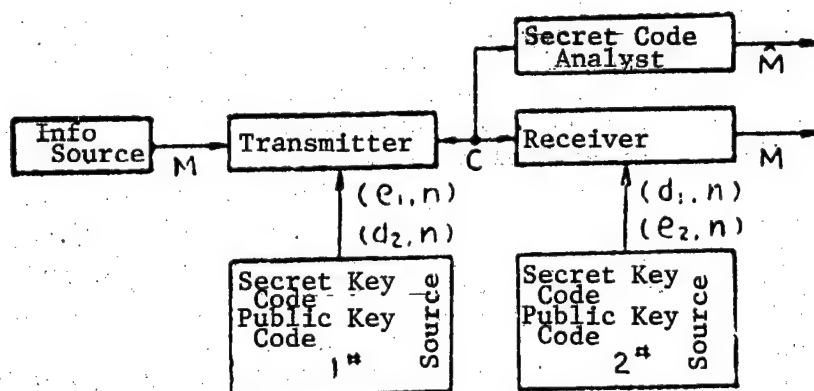 Secret Code
Analyst
M̂
Info
Source
M
Transmitter
C
Receiver
M
(e₁, n)
(d₂, n)
(d₁, n)
(e₂, n)
Secret Key
Code
Public Key
Code
1#
Source
Secret Key
Code
Public Key
Code
2#
Source